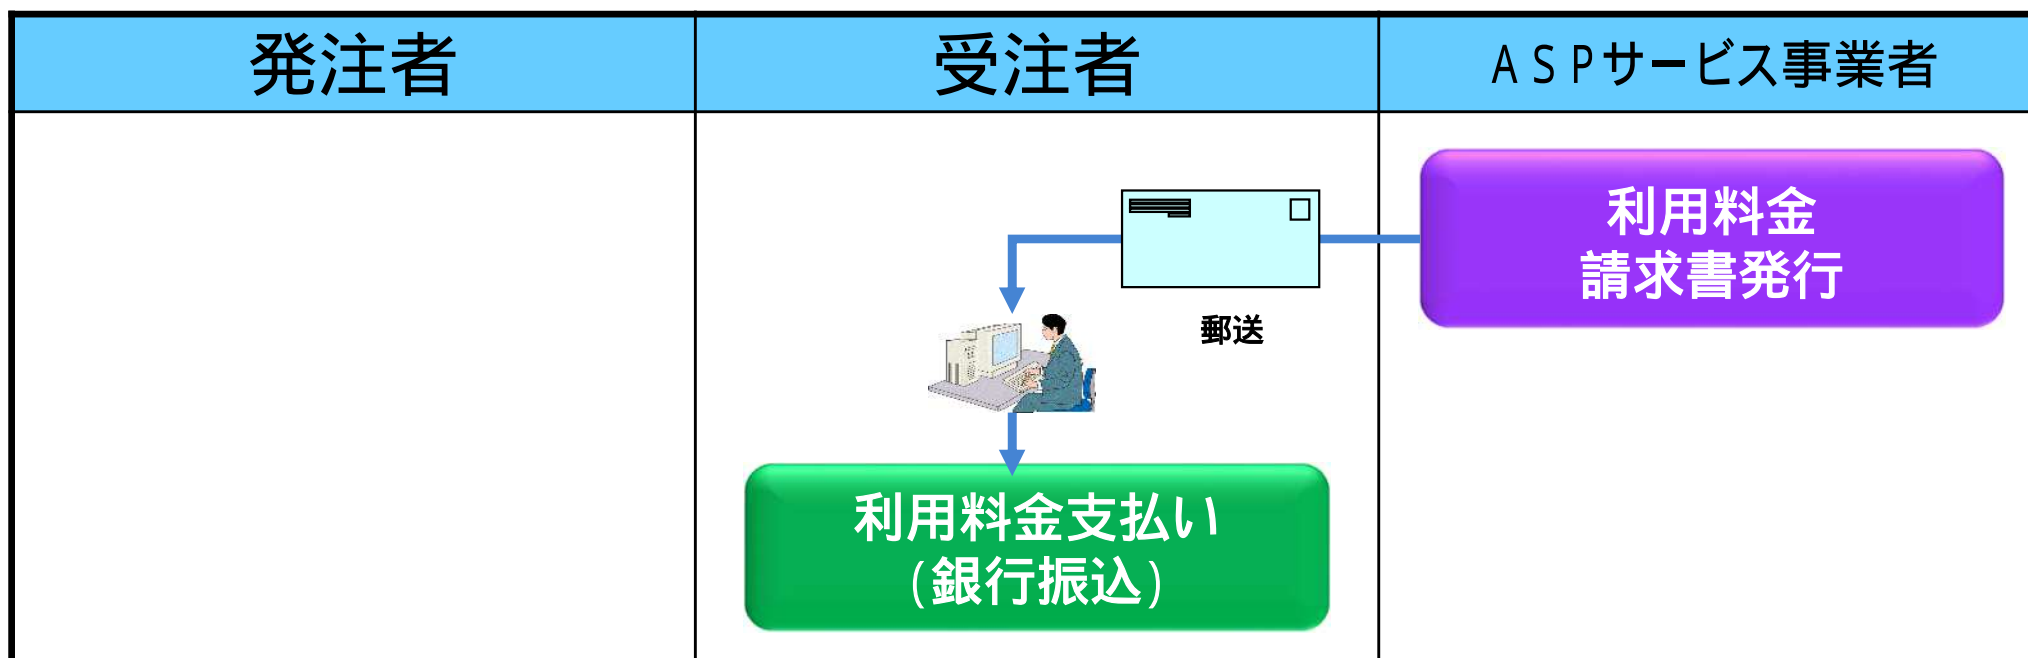 発注者
受注者
ＡＳＰサービス事業者
利用料金
請求書発行
郵送
利用料金支払い
(銀行振込)